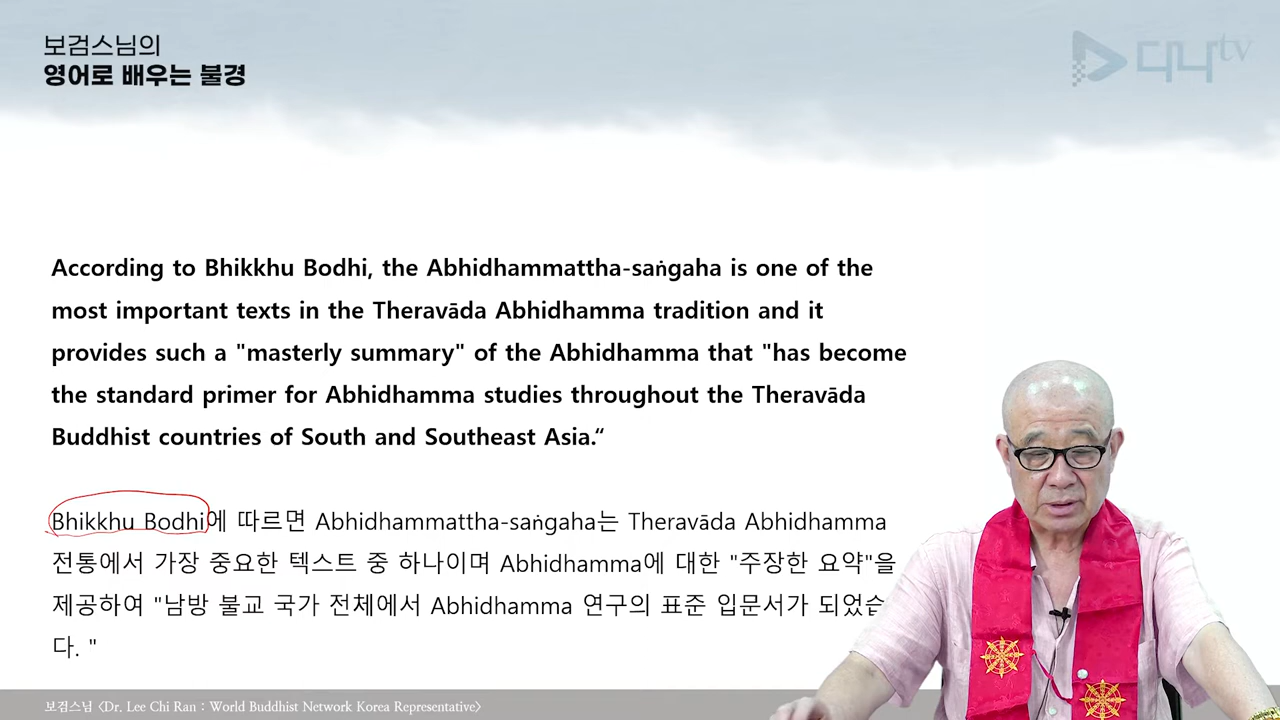 보검스님의
영어로 배우는 불경
디나tv
According to Bhikkhu Bodhi, the Abhidhammattha-saṅgaha is one of the
most important texts in the Theravāda Abhidhamma tradition and it
provides such a "masterly summary" of the Abhidhamma that "has become
the standard primer for Abhidhamma studies throughout the Theravāda
Buddhist countries of South and Southeast Asia.“
Bhikkhu Bodhi에 따르면 Abhidhammattha-saṅgaha는 Theravāda Abhidhamma
전통에서 가장 중요한 텍스트 중 하나이며 Abhidhamma에 대한 "주장한 요약"을
제공하여 "남방 불교 국가 전체에서 Abhidhamma 연구의 표준 입문서가 되었습
다. "
보검스님 <Dr. Lee Chi Ran : World Buddhist Network Korea Representative>